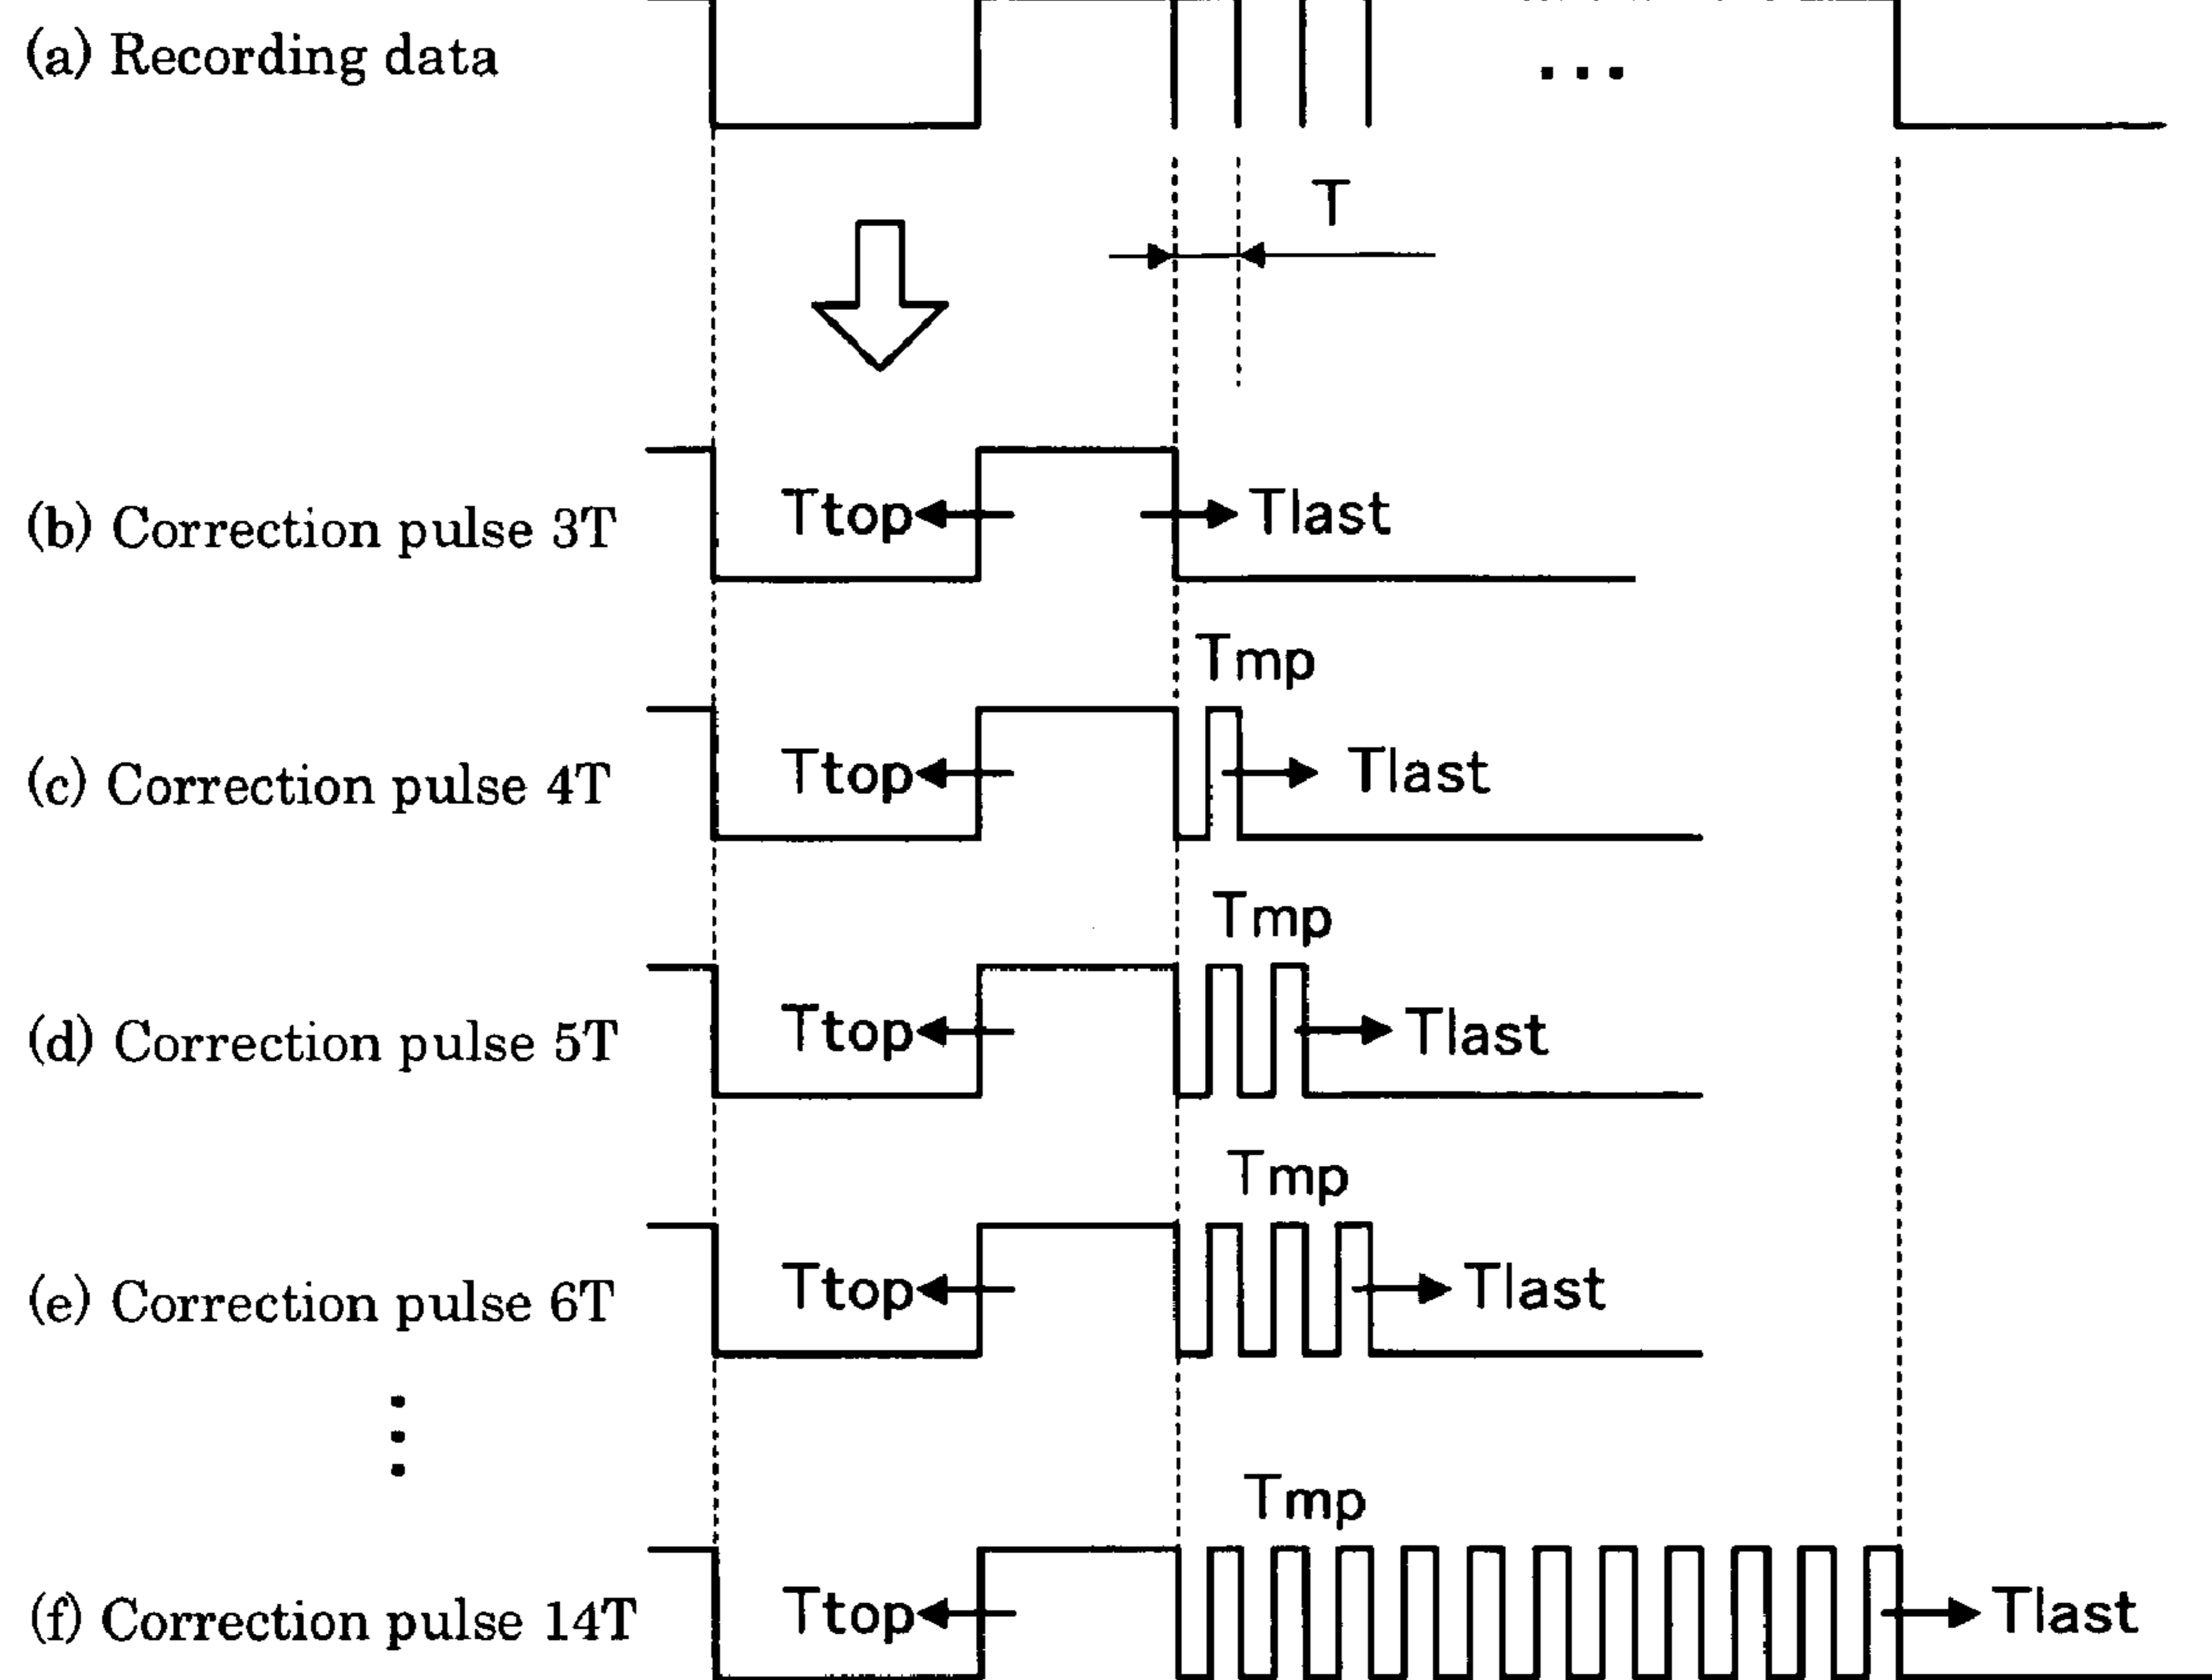 (a) Recording data
...
T
(b) Correction pulse 3T
Ttop
Tlast
Tmp
(c) Correction pulse 4T
Ttop
Tlast
Tmp
(d) Correction pulse 5T
Ttop
Tlast
Tmp
(e) Correction pulse 6T
Ttop
Tlast
Tmp
(f) Correction pulse 14T
Ttop
Tlast